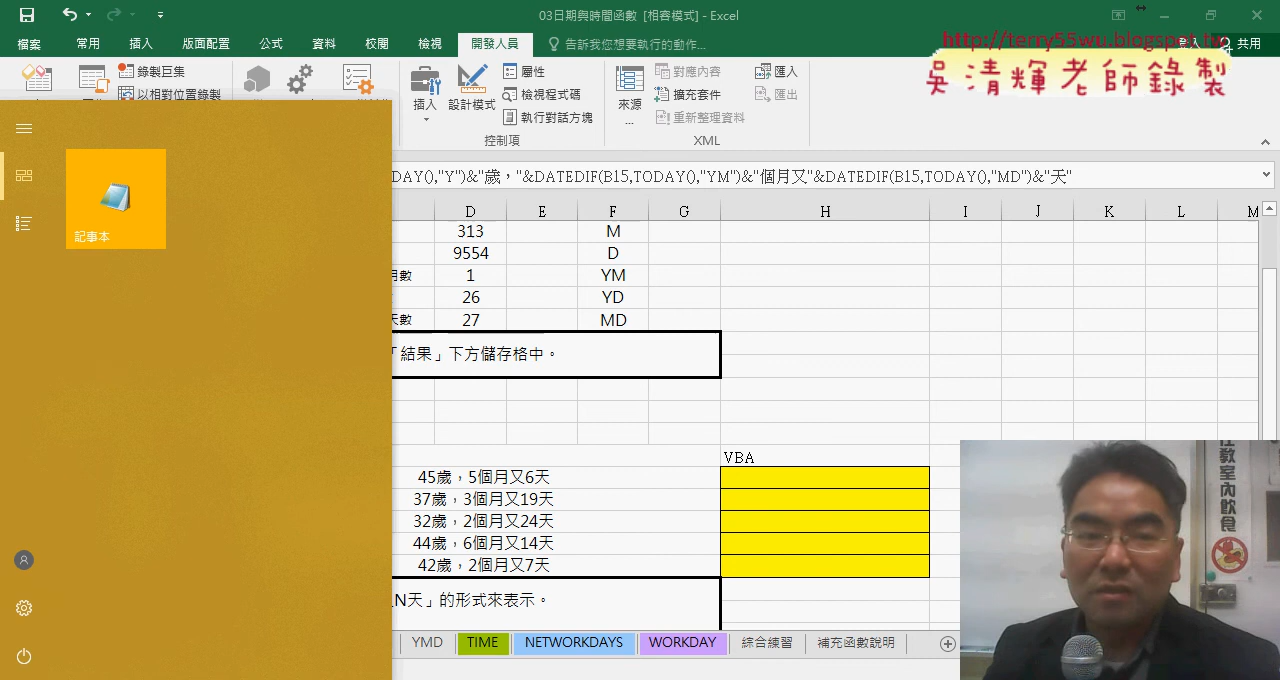 03日期與時間函數 [相容模式] - Excel
檔案 常用 插入 版面配置 公式 資料 校閱 檢視 開發人員 告訴我您想要執行的動作... 登入 共用
http://terry55wu.blogspot.tw
吳清輝老師錄製
錄製巨集
以相對位置錄製
插入
設計模式
屬性
檢視程式碼
執行對話方塊
控制項
來源
...
對應內容
擴充套件
重新整理資料
匯入
匯出
XML
DAY(),"Y")&"歲，"&DATEDIF(B15,TODAY(),"YM")&"個月又"&DATEDIF(B15,TODAY(),"MD")&"天"
D E F G H I J K L M
313 M
9554 D
月數 1 YM
26 YD
天數 27 MD
「結果」下方儲存格中。
VBA
45歲，5個月又6天
37歲，3個月又19天
32歲，2個月又24天
44歲，6個月又14天
42歲，2個月又7天
N天」的形式來表示。
YMD TIME NETWORKDAYS WORKDAY 綜合練習 補充函數說明
記事本
教室內飲食